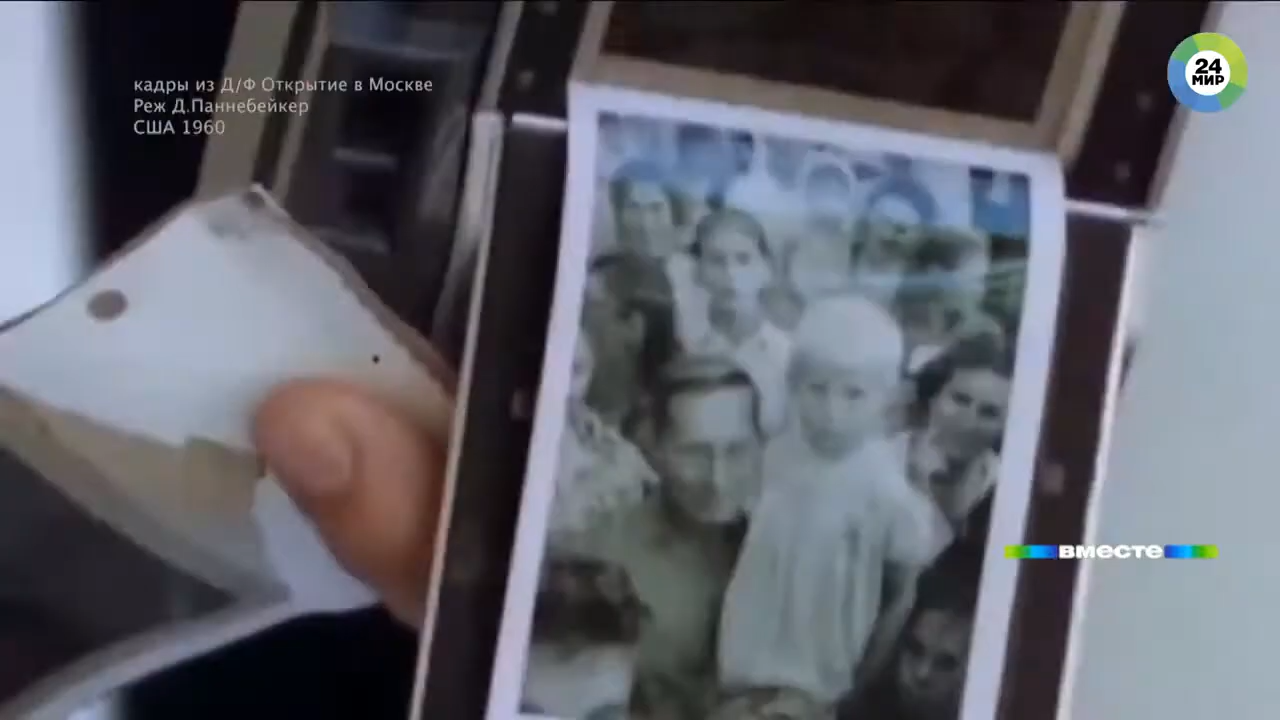 кадры из Д/Ф Открытие в Москве
Реж Д.Паннебейкер
США 1960
24
МИР
ВМЕСТЕ